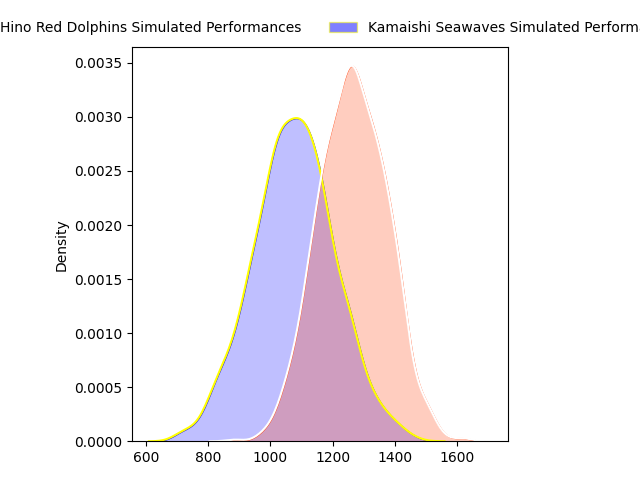 Hino Red Dolphins Simulated Performances
Kamaishi Seawaves Simulated Perform
0.0035
0.0030
0.0025
0.0020
0.0015
0.0010
0.0005
0.0000
Density
600 800 1000 1200 1400 1600